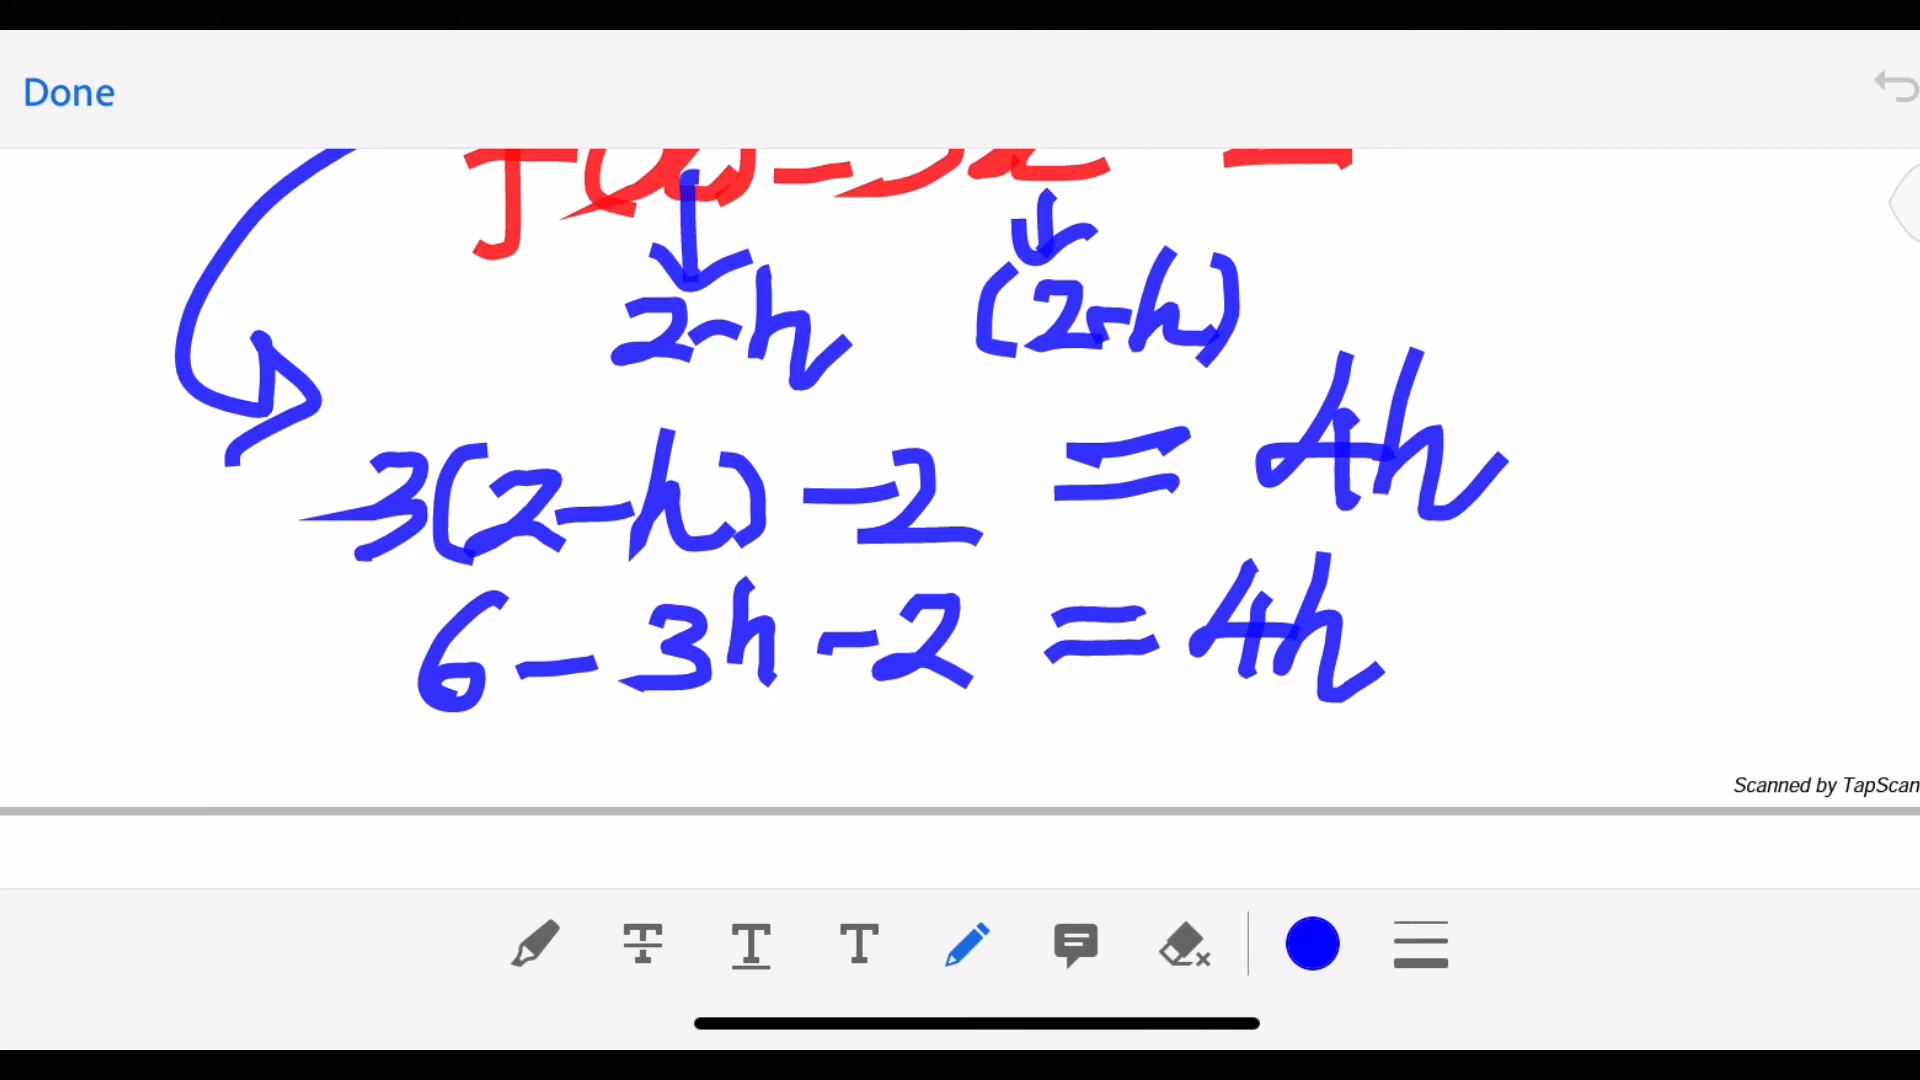 Done
2-h (2-h)
3(2-h) -2 = 4h
6 - 3h - 2 = 4h
Scanned by TapScan